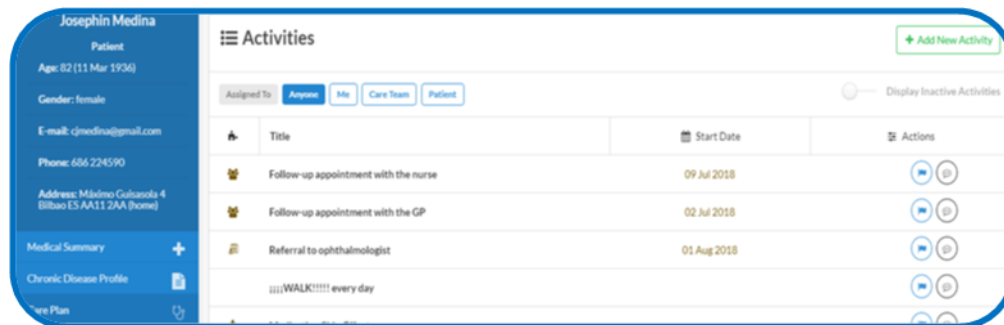 Josephin Medina
Patient
Age: 82 (11 Mar 1936)
Gender: female
E-mail: cjmedina@gmail.com
Phone: 686 224590
Address: Máximo Guisasola 4
Bilbao ES AA11 2AA (home)
Medical Summary
Chronic Disease Profile
Care Plan
Activities
+ Add New Activity
Assigned To Anyone Me Care Team Patient
Display Inactive Activities
Title Start Date Actions
Follow-up appointment with the nurse 09 Jul 2018
Follow-up appointment with the GP 02 Jul 2018
Referral to ophthalmologist 01 Aug 2018
¡¡¡¡WALK!!!!! every day